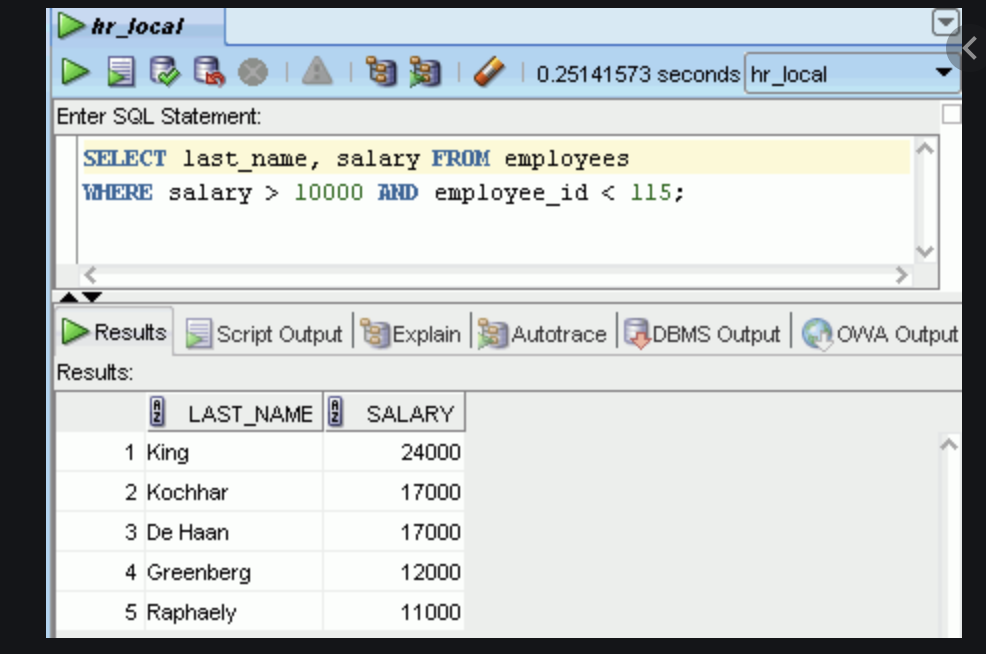 hr_local
0.25141573 seconds hr_local
Enter SQL Statement:
SELECT last_name, salary FROM employees
WHERE salary > 10000 AND employee_id < 115;
Results Script Output Explain Autotrace DBMS Output OWA Output
Results:
LAST_NAME SALARY
1 King 24000
2 Kochhar 17000
3 De Haan 17000
4 Greenberg 12000
5 Raphaely 11000